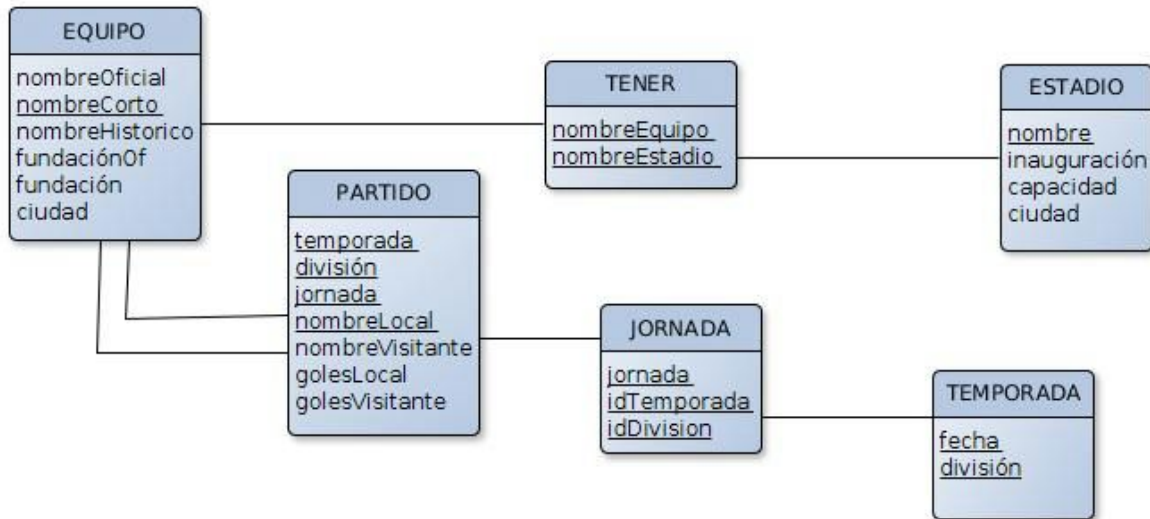 EQUIPO
nombreOficial
nombreCorto
nombreHistorico
fundaciónOf
fundación
ciudad
TENER
nombreEquipo
nombreEstadio
ESTADIO
nombre
inauguración
capacidad
ciudad
PARTIDO
temporada
división
jornada
nombreLocal
nombreVisitante
golesLocal
golesVisitante
JORNADA
jornada
idTemporada
idDivision
TEMPORADA
fecha
división